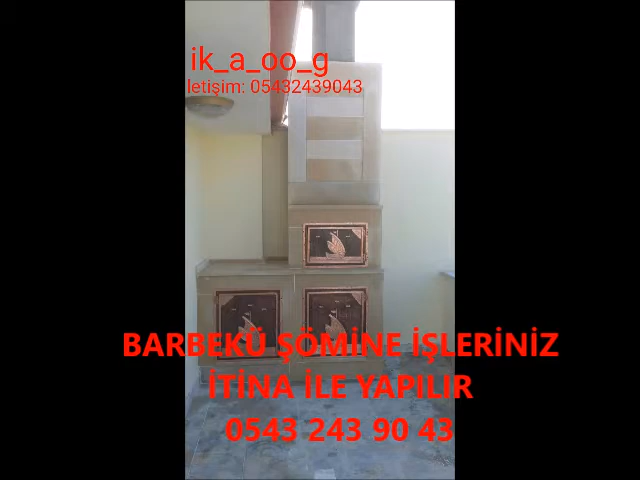 ik_a_oo_g
letişim: 05432439043
BARBEKÜ ŞÖMİNE İŞLERİNİZ
İTİNA İLE YAPILIR
0543 243 90 43